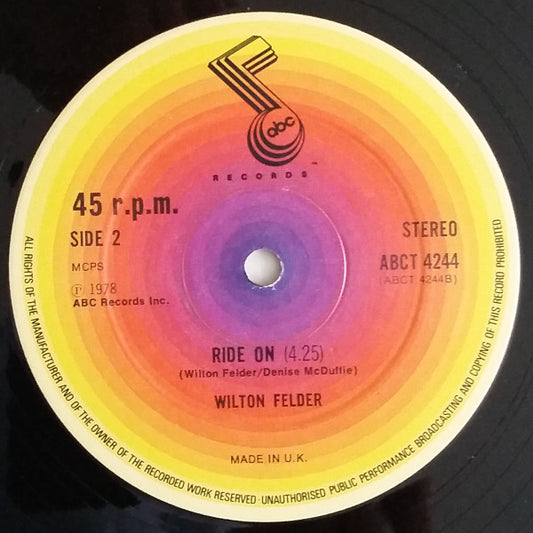 abc
™
RECORDS
45 r.p.m.
SIDE 2
STEREO
MCPS
ABCT 4244
(ABCT 4244B)
℗ 1978
ABC Records Inc.
RIDE ON (4.25)
(Wilton Felder/Denise McDuffie)
WILTON FELDER
MADE IN U.K.
ALL RIGHTS OF THE MANUFACTURER AND OF THE OWNER OF THE RECORDED WORK RESERVED · UNAUTHORISED PUBLIC PERFORMANCE BROADCASTING AND COPYING OF THIS RECORD PROHIBITED